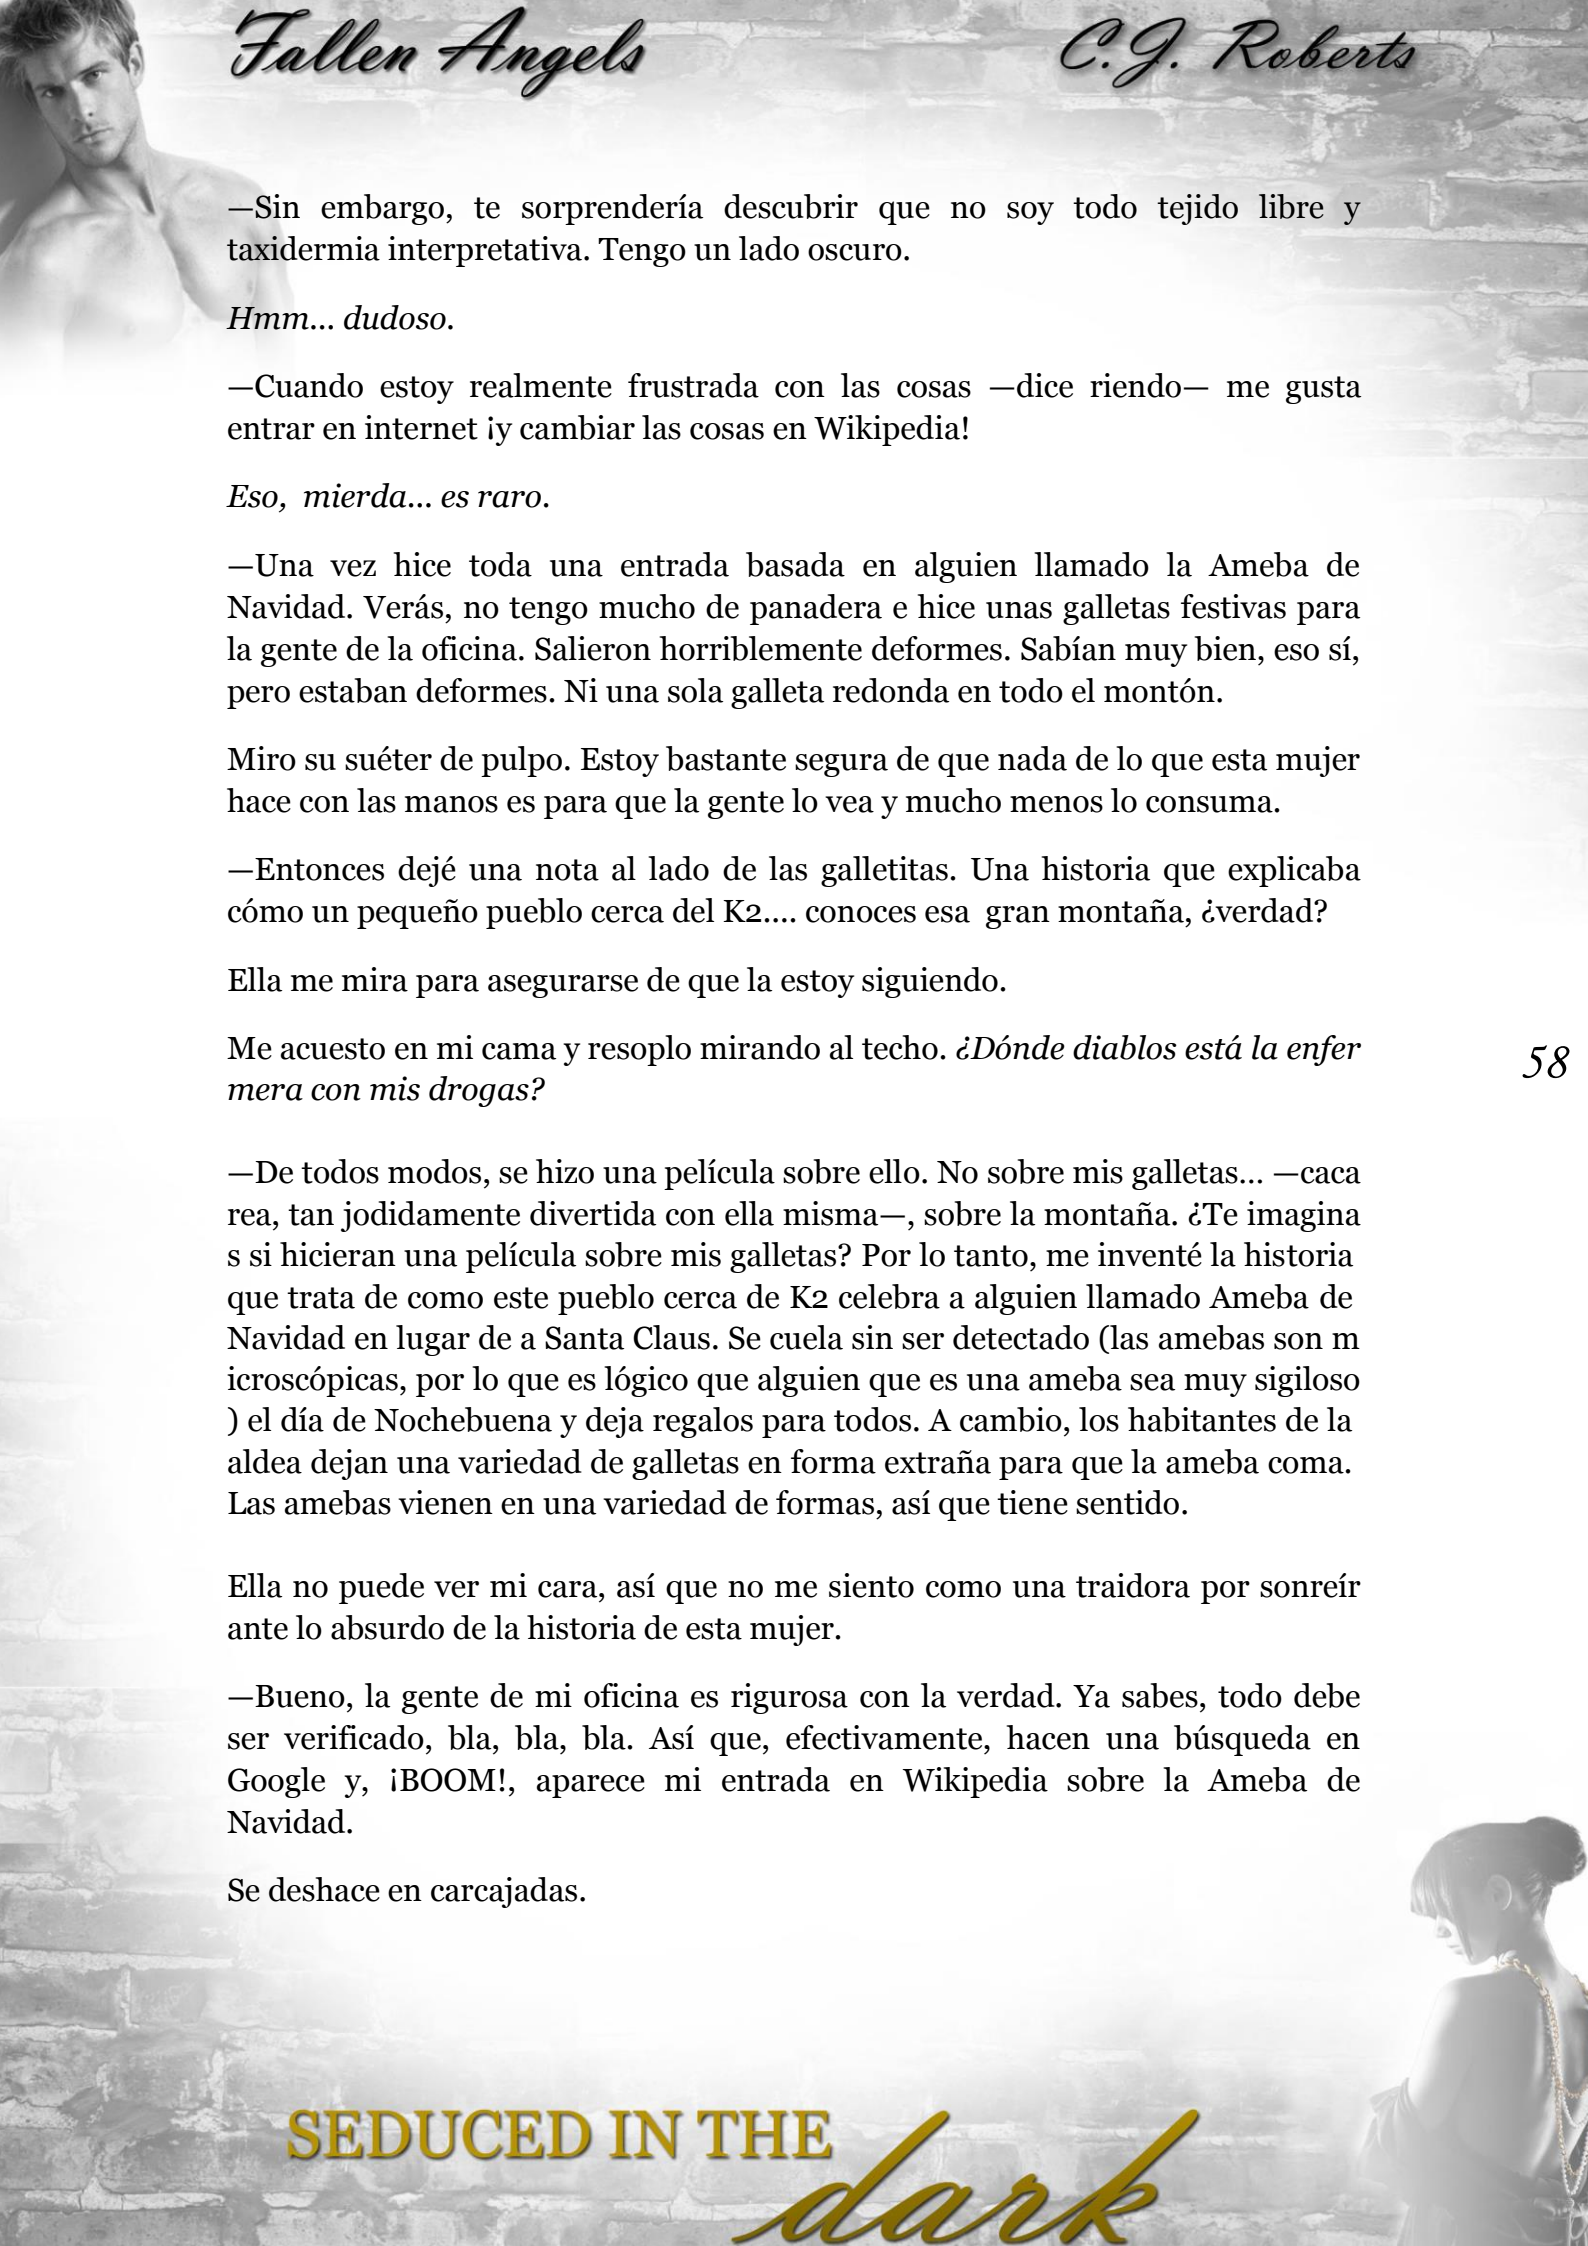 Fallen Angels
C.J. Roberts
—Sin embargo, te sorprendería descubrir que no soy todo tejido libre y
taxidermia interpretativa. Tengo un lado oscuro.
Hmm... dudoso.
—Cuando estoy realmente frustrada con las cosas —dice riendo— me gusta
entrar en internet ¡y cambiar las cosas en Wikipedia!
Eso, mierda... es raro.
—Una vez hice toda una entrada basada en alguien llamado la Ameba de
Navidad. Verás, no tengo mucho de panadera e hice unas galletas festivas para
la gente de la oficina. Salieron horriblemente deformes. Sabían muy bien, eso sí,
pero estaban deformes. Ni una sola galleta redonda en todo el montón.
Miro su suéter de pulpo. Estoy bastante segura de que nada de lo que esta mujer
hace con las manos es para que la gente lo vea y mucho menos lo consuma.
—Entonces dejé una nota al lado de las galletitas. Una historia que explicaba
cómo un pequeño pueblo cerca del K2.... conoces esa gran montaña, ¿verdad?
Ella me mira para asegurarse de que la estoy siguiendo.
Me acuesto en mi cama y resoplo mirando al techo. ¿Dónde diablos está la enfer
mera con mis drogas?
58
—De todos modos, se hizo una película sobre ello. No sobre mis galletas... —caca
rea, tan jodidamente divertida con ella misma—, sobre la montaña. ¿Te imagina
s si hicieran una película sobre mis galletas? Por lo tanto, me inventé la historia
que trata de como este pueblo cerca de K2 celebra a alguien llamado Ameba de
Navidad en lugar de a Santa Claus. Se cuela sin ser detectado (las amebas son m
icroscópicas, por lo que es lógico que alguien que es una ameba sea muy sigiloso
) el día de Nochebuena y deja regalos para todos. A cambio, los habitantes de la
aldea dejan una variedad de galletas en forma extraña para que la ameba coma.
Las amebas vienen en una variedad de formas, así que tiene sentido.
Ella no puede ver mi cara, así que no me siento como una traidora por sonreír
ante lo absurdo de la historia de esta mujer.
—Bueno, la gente de mi oficina es rigurosa con la verdad. Ya sabes, todo debe
ser verificado, bla, bla, bla. Así que, efectivamente, hacen una búsqueda en
Google y, ¡BOOM!, aparece mi entrada en Wikipedia sobre la Ameba de
Navidad.
Se deshace en carcajadas.
SEDUCED IN THE
dark